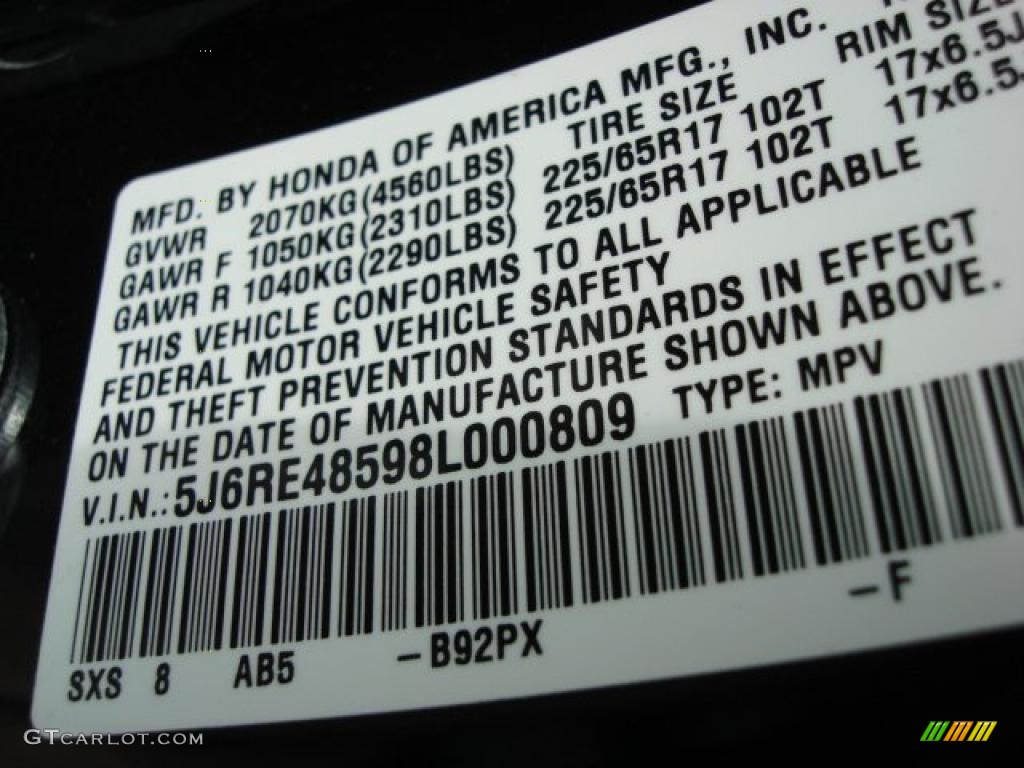 MFD. BY HONDA OF AMERICA MFG., INC.
GVWR 2070KG(4560LBS) TIRE SIZE RIM SIZE
GAWR F 1050KG(2310LBS) 225/65R17 102T 17x6.5J
GAWR R 1040KG(2290LBS) 225/65R17 102T 17x6.5J
THIS VEHICLE CONFORMS TO ALL APPLICABLE
FEDERAL MOTOR VEHICLE SAFETY
AND THEFT PREVENTION STANDARDS IN EFFECT
ON THE DATE OF MANUFACTURE SHOWN ABOVE.
V.I.N.: 5J6RE48598L000809 TYPE: MPV
SXS 8 AB5 -B92PX -F
GTCARLOT.COM